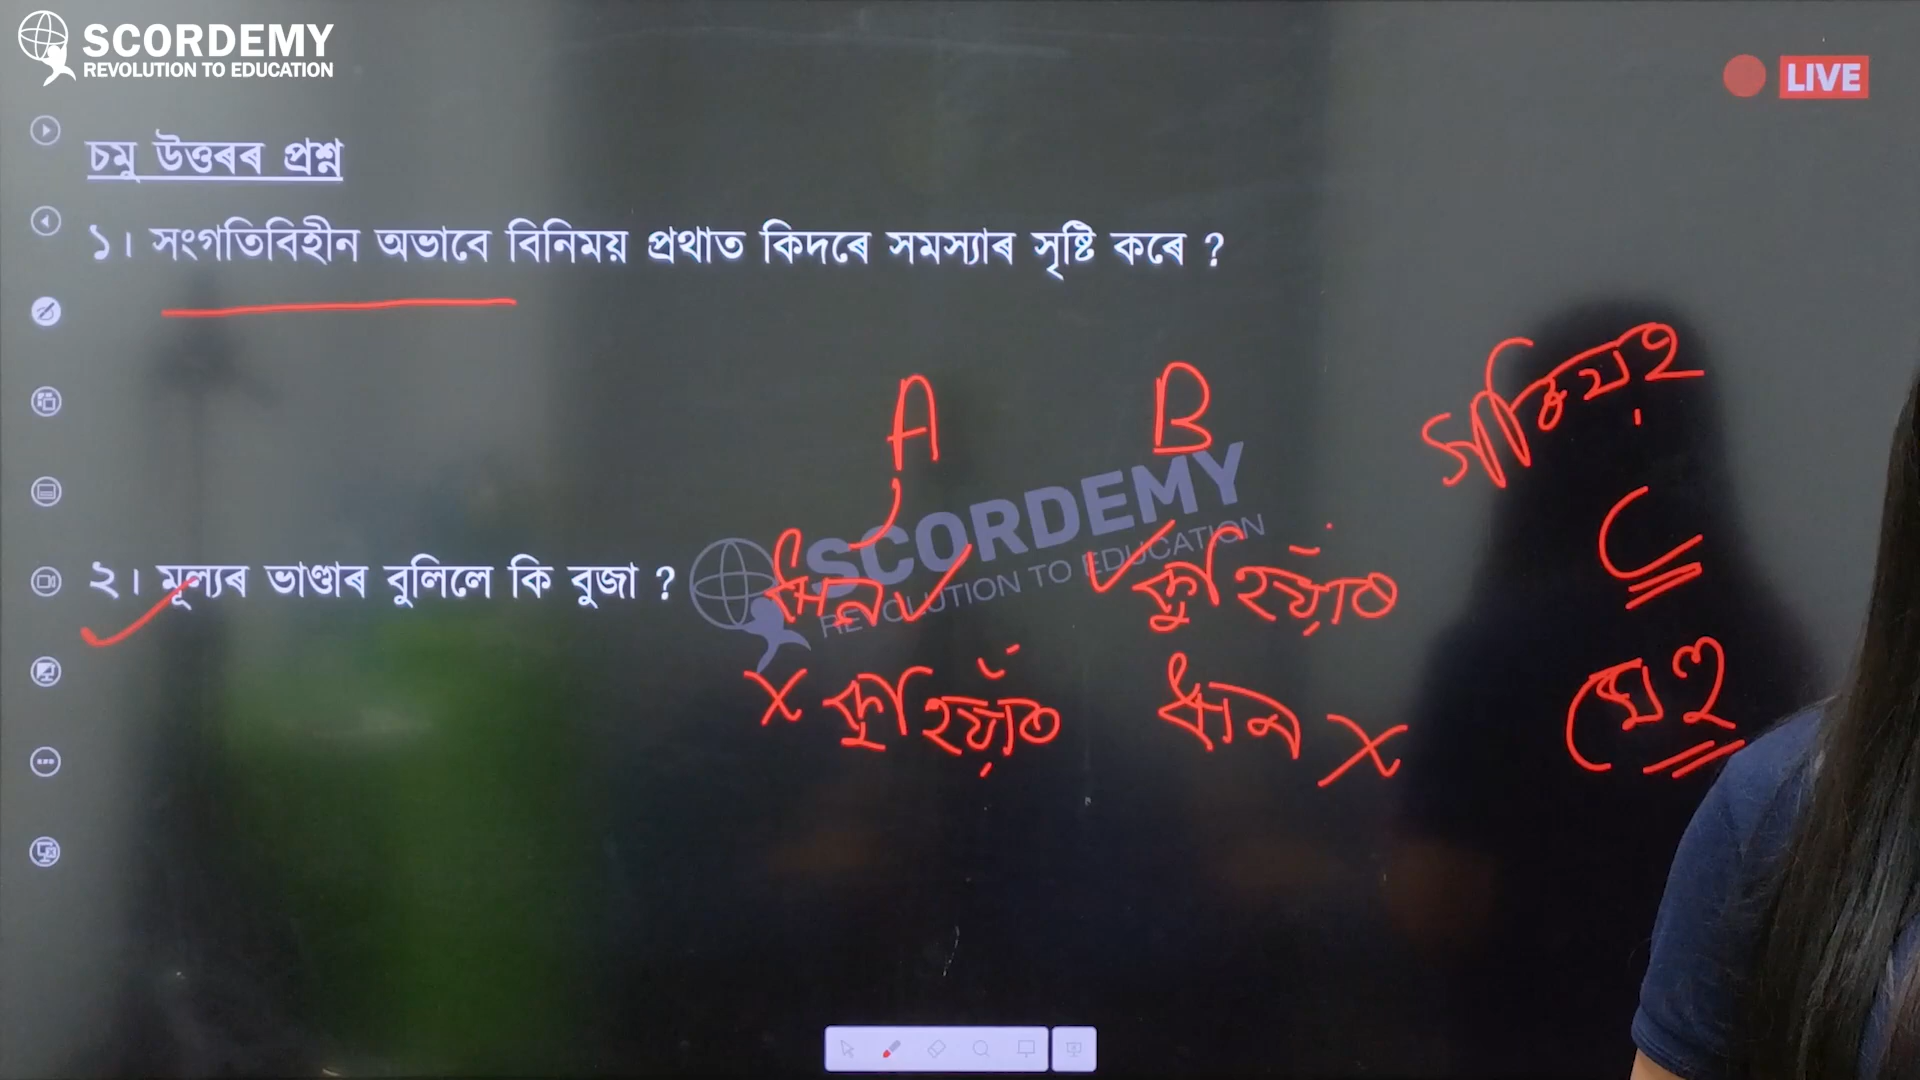 SCORDEMY
REVOLUTION TO EDUCATION
LIVE
চমু উত্তৰৰ প্ৰশ্ন
১। সংগতিবিহীন অভাবে বিনিময় প্ৰথাত কিদৰে সমস্যাৰ সৃষ্টি কৰে ?
A B
C
২। মূল্যৰ ভাণ্ডাৰ বুলিলে কি বুজা ?
SCORDEMY
REVOLUTION TO EDUCATION
ধান কুঁহিয়াৰ
X কুঁহিয়াৰ ধান X